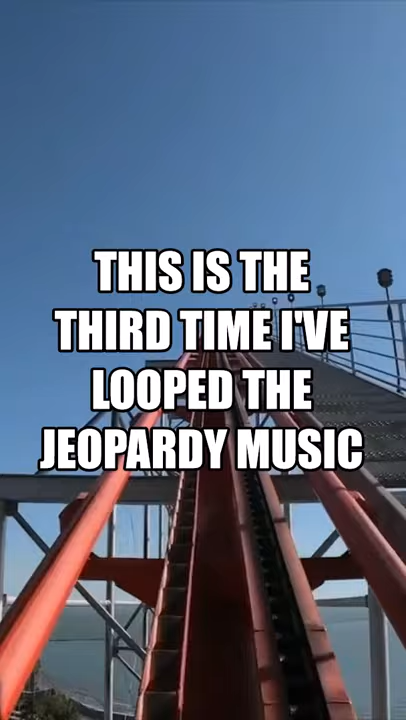 THIS IS THE
THIRD TIME I'VE
LOOPED THE
JEOPARDY MUSIC